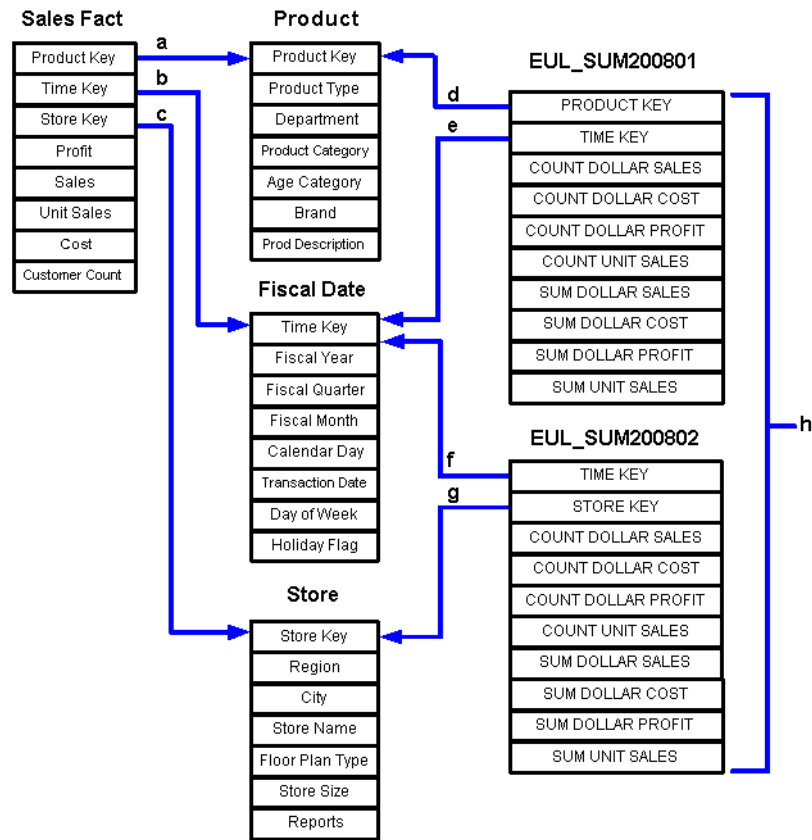 Sales Fact
Product Key
Time Key
Store Key
Profit
Sales
Unit Sales
Cost
Customer Count
a
b
c
Product
Product Key
Product Type
Department
Product Category
Age Category
Brand
Prod Description
Fiscal Date
Time Key
Fiscal Year
Fiscal Quarter
Fiscal Month
Calendar Day
Transaction Date
Day of Week
Holiday Flag
Store
Store Key
Region
City
Store Name
Floor Plan Type
Store Size
Reports
d
e
f
g
EUL_SUM200801
PRODUCT KEY
TIME KEY
COUNT DOLLAR SALES
COUNT DOLLAR COST
COUNT DOLLAR PROFIT
COUNT UNIT SALES
SUM DOLLAR SALES
SUM DOLLAR COST
SUM DOLLAR PROFIT
SUM UNIT SALES
EUL_SUM200802
TIME KEY
STORE KEY
COUNT DOLLAR SALES
COUNT DOLLAR COST
COUNT DOLLAR PROFIT
COUNT UNIT SALES
SUM DOLLAR SALES
SUM DOLLAR COST
SUM DOLLAR PROFIT
SUM UNIT SALES
h